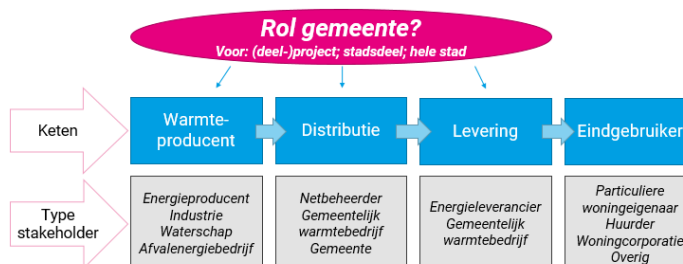 Rol gemeente?
Voor: (deel-)project; stadsdeel; hele stad
Keten
Warmte-
producent
Distributie
Levering
Eindgebruiker
Type
stakeholder
Energieproducent
Industrie
Waterschap
Afvalenergiebedrijf
Netbeheerder
Gemeentelijk
warmtebedrijf
Gemeente
Energieleverancier
Gemeentelijk
warmtebedrijf
Particuliere
woningeigenaar
Huurder
Woningcorporatie
Overig